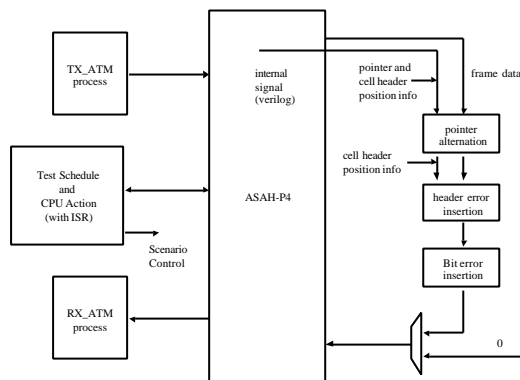 TX_ATM
process
internal
signal
(verilog)
pointer and
cell header
position info
frame data
pointer
alternation
Test Schedule
and
CPU Action
(with ISR)
ASAH-P4
cell header
position info
header error
insertion
Scenario
Control
Bit error
insertion
RX_ATM
process
0